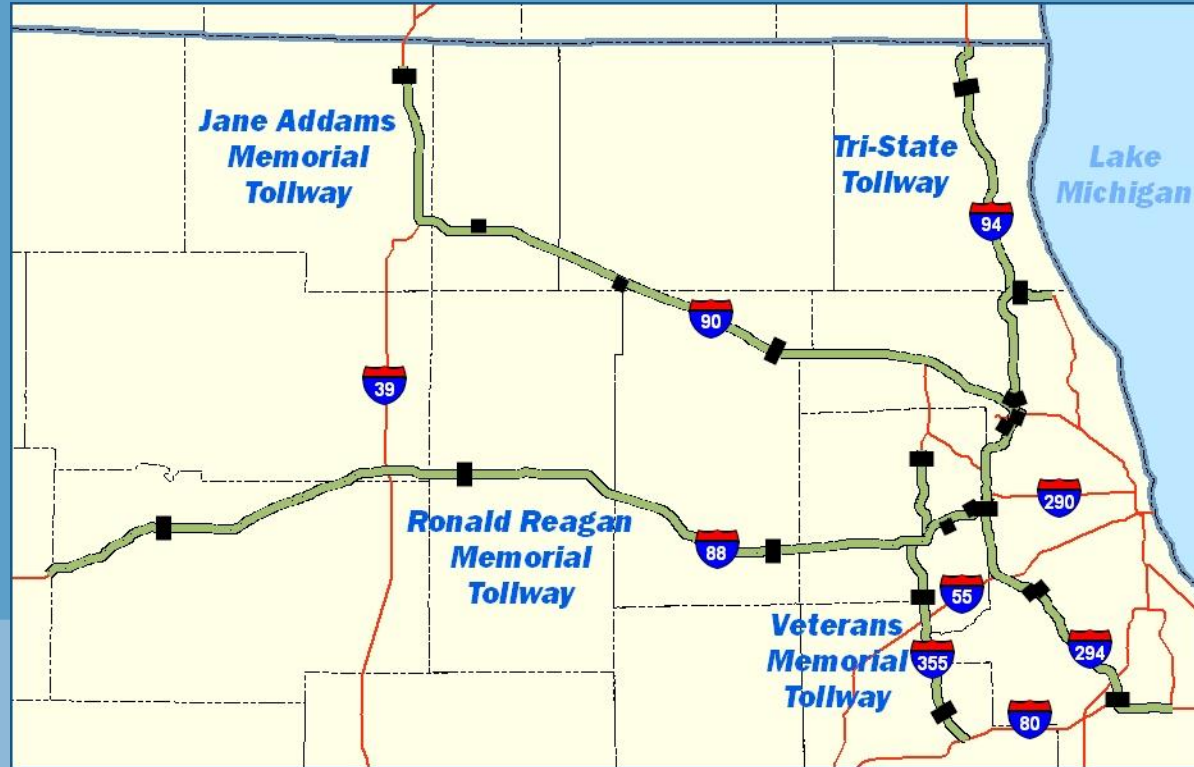 Jane Addams
Memorial
Tollway
Tri-State
Tollway
Lake
Michigan
94
90
39
Ronald Reagan
Memorial
Tollway
88
290
55
Veterans
Memorial
Tollway
355
294
80